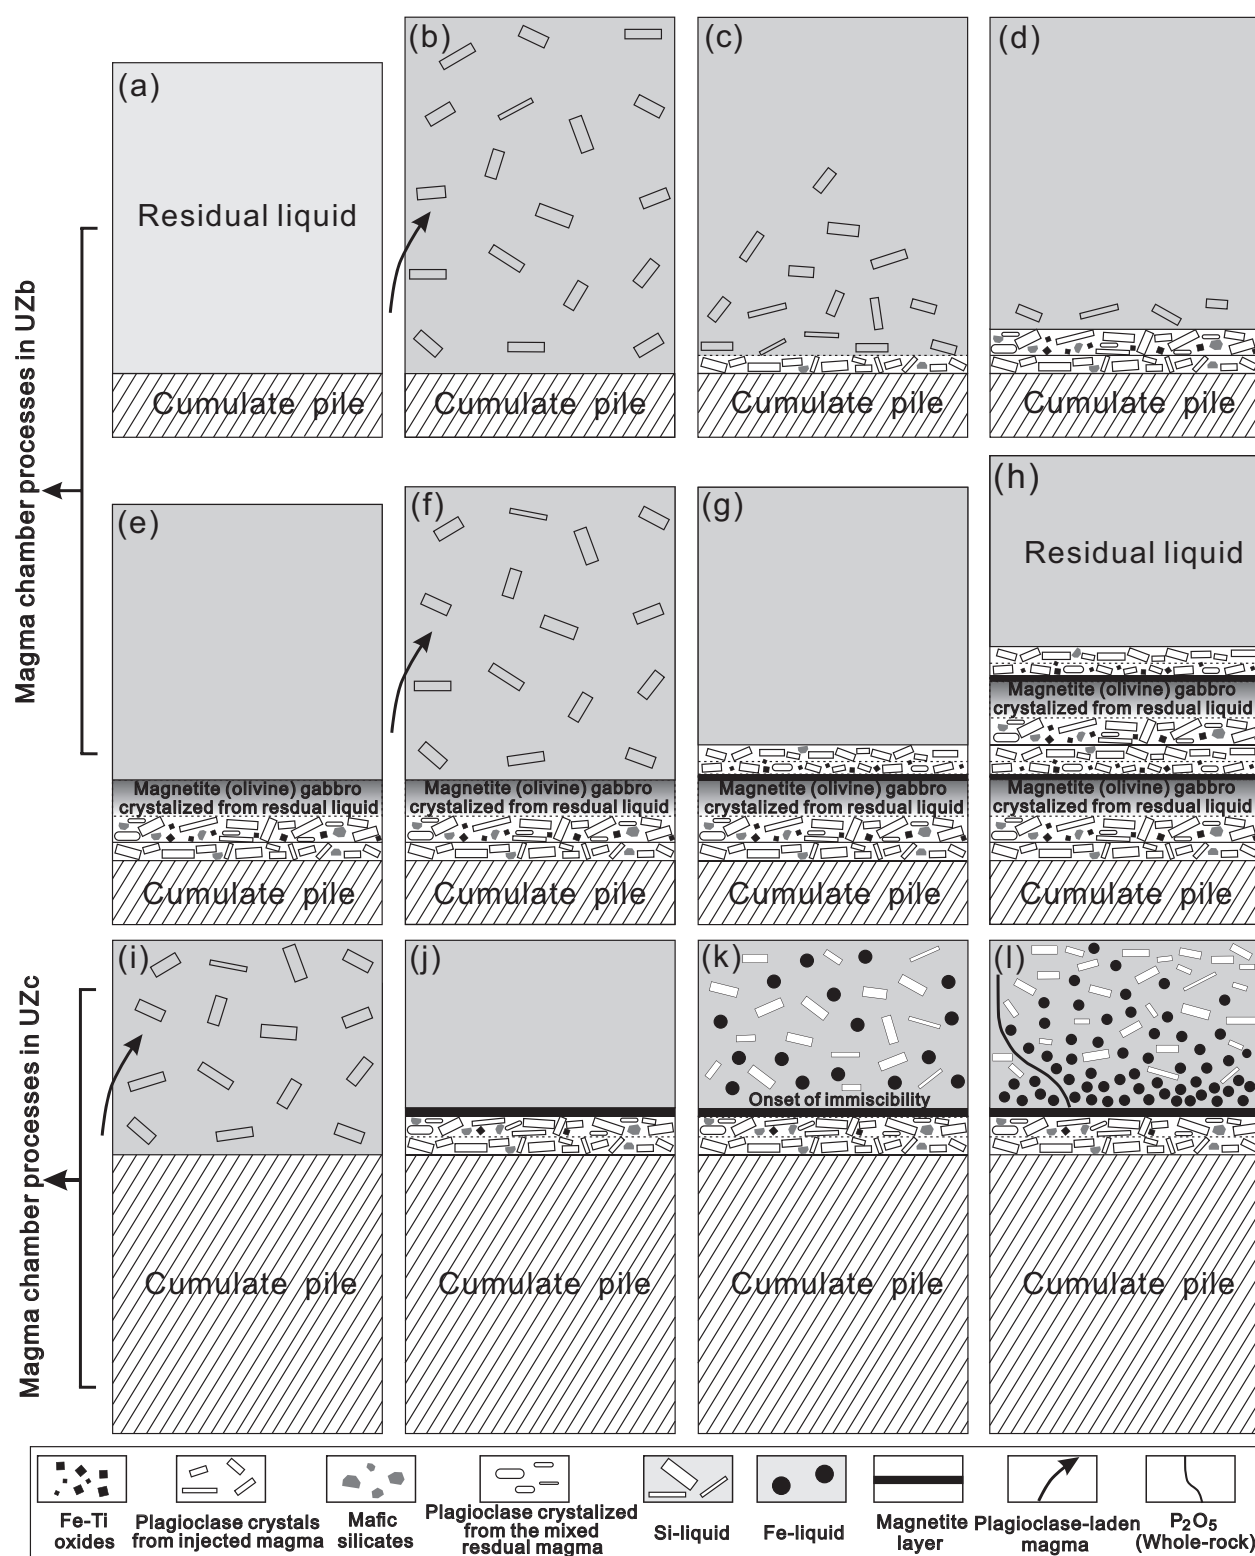 Magma chamber processes in UZb
(a)
Residual liquid
Cumulate pile
(b)
Cumulate pile
(c)
Cumulate pile
(d)
Cumulate pile
(e)
Magnetite (olivine) gabbro
crystalized from resdual liquid
Cumulate pile
(f)
Magnetite (olivine) gabbro
crystalized from resdual liquid
Cumulate pile
(g)
Magnetite (olivine) gabbro
crystalized from resdual liquid
Cumulate pile
(h)
Residual liquid
Magnetite (olivine) gabbro
crystalized from resdual liquid
Magnetite (olivine) gabbro
crystalized from resdual liquid
Cumulate pile
Magma chamber processes in UZc
(i)
Cumulate pile
(j)
Cumulate pile
(k)
Onset of immiscibility
Cumulate pile
(l)
Cumulate pile
Fe-Ti
oxides
Plagioclase crystals
from injected magma
Mafic
silicates
Plagioclase crystalized
from the mixed
residual magma
Si-liquid
Fe-liquid
Magnetite
layer
Plagioclase-laden
magma
P2O5
(Whole-rock)